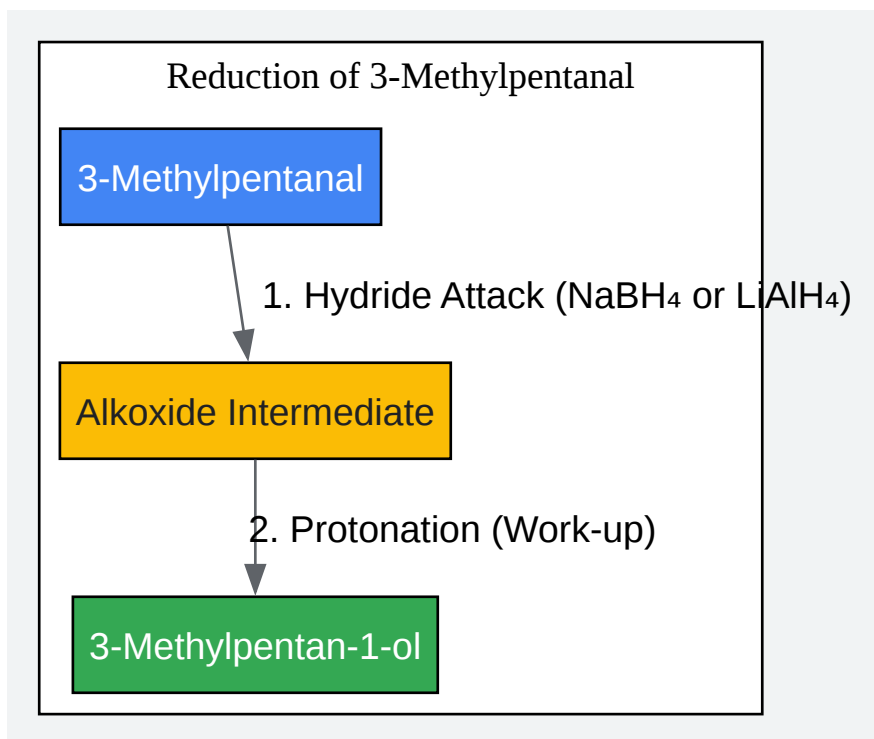 Reduction of 3-Methylpentanal
3-Methylpentanal
1. Hydride Attack (NaBH₄ or LiAlH₄)
Alkoxide Intermediate
2. Protonation (Work-up)
3-Methylpentan-1-ol